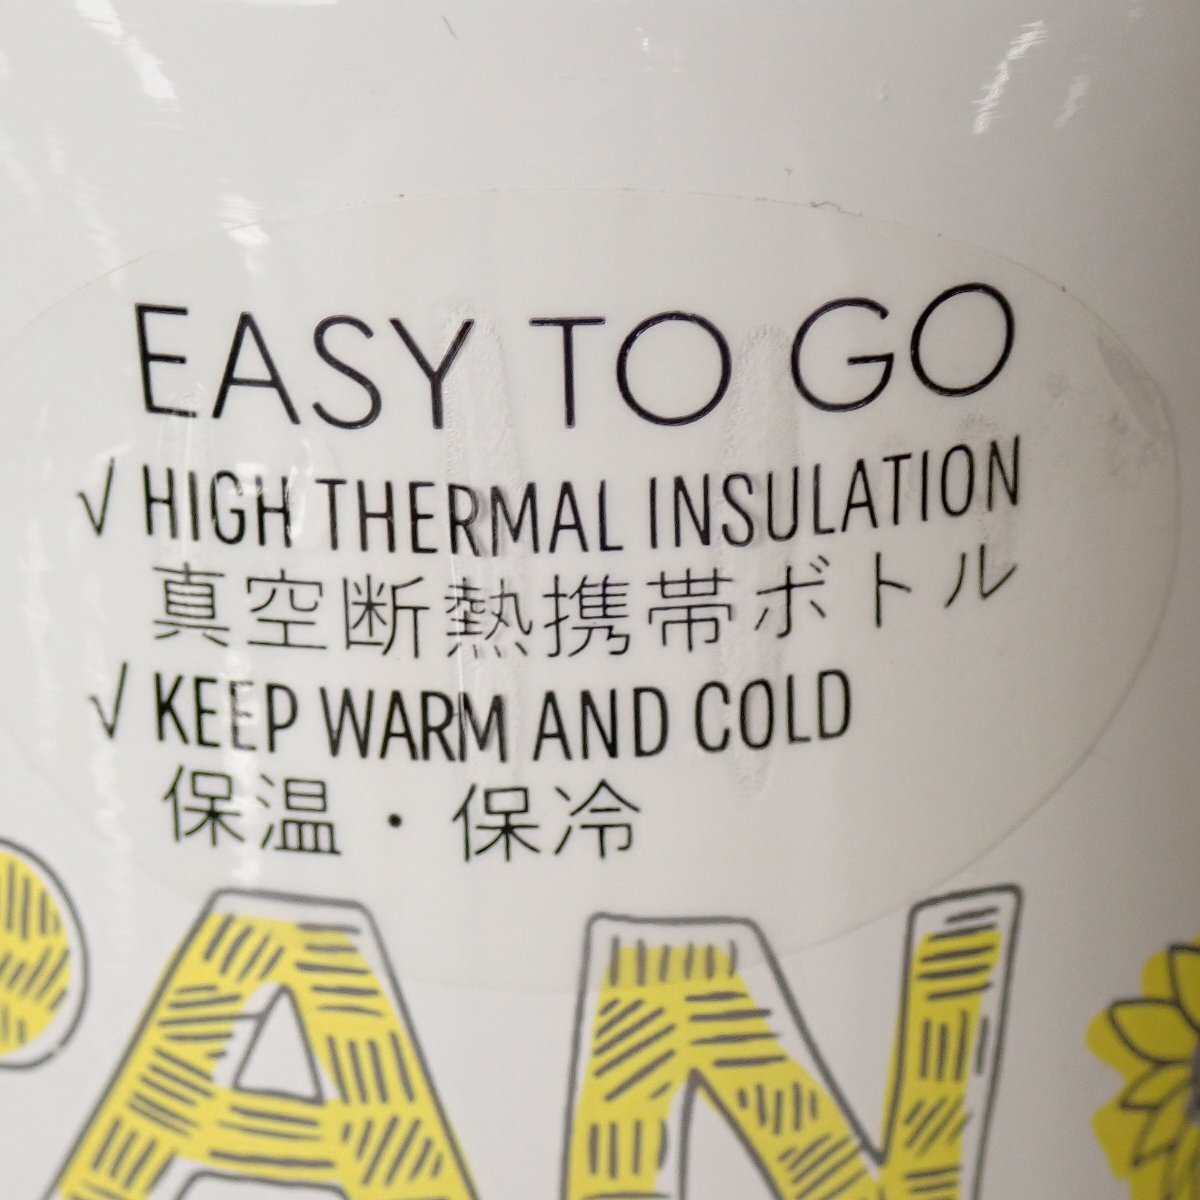 EASY TO GO
√ HIGH THERMAL INSULATION
真空断熱携帯ボトル
√ KEEP WARM AND COLD
保温・保冷
AN